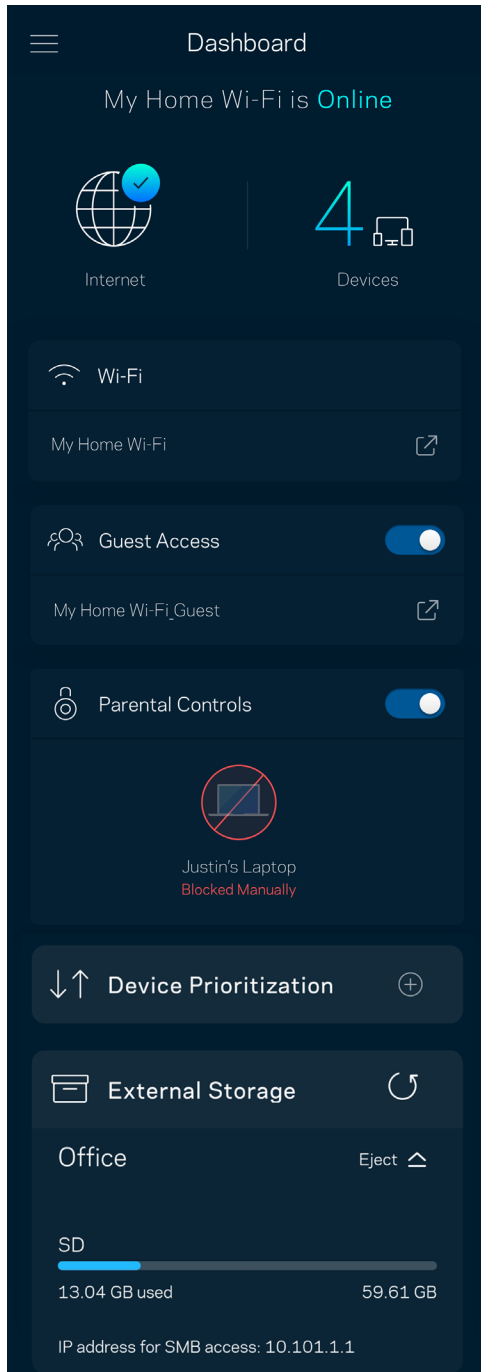 Dashboard
My Home Wi-Fi is Online
4
Internet
Devices
Wi-Fi
My Home Wi-Fi
Guest Access
My Home Wi-Fi_Guest
Parental Controls
Justin's Laptop
Blocked Manually
Device Prioritization
External Storage
Office
Eject
SD
13.04 GB used
59.61 GB
IP address for SMB access: 10.101.1.1